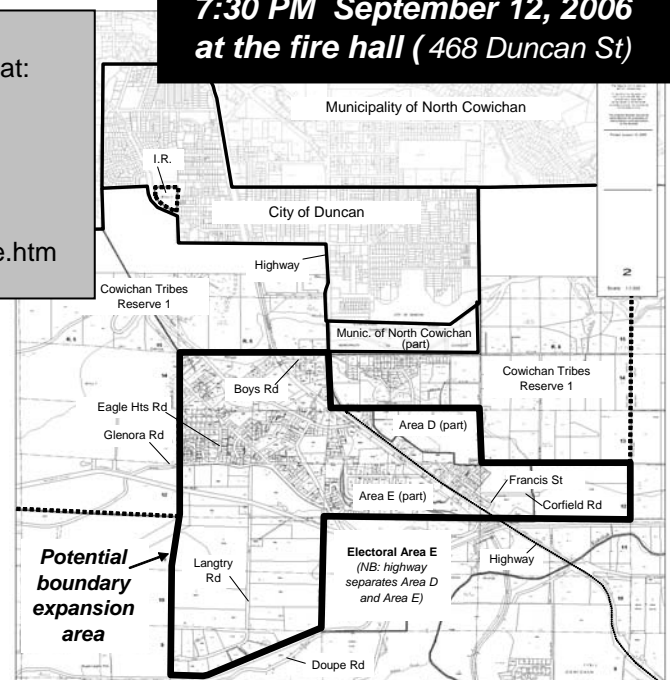 7:30 PM September 12, 2006
at the fire hall ( 468 Duncan St)
at:
e.htm
Municipality of North Cowichan
I.R.
City of Duncan
Highway
Cowichan Tribes
Reserve 1
2
Munic. of North Cowichan
(part)
Cowichan Tribes
Reserve 1
Boys Rd
Eagle Hts Rd
Glenora Rd
Area D (part)
Area E (part)
Francis St
Corfield Rd
Potential
boundary
expansion
area
Langtry
Rd
Electoral Area E
(NB: highway
separates Area D
and Area E)
Highway
Doupe Rd